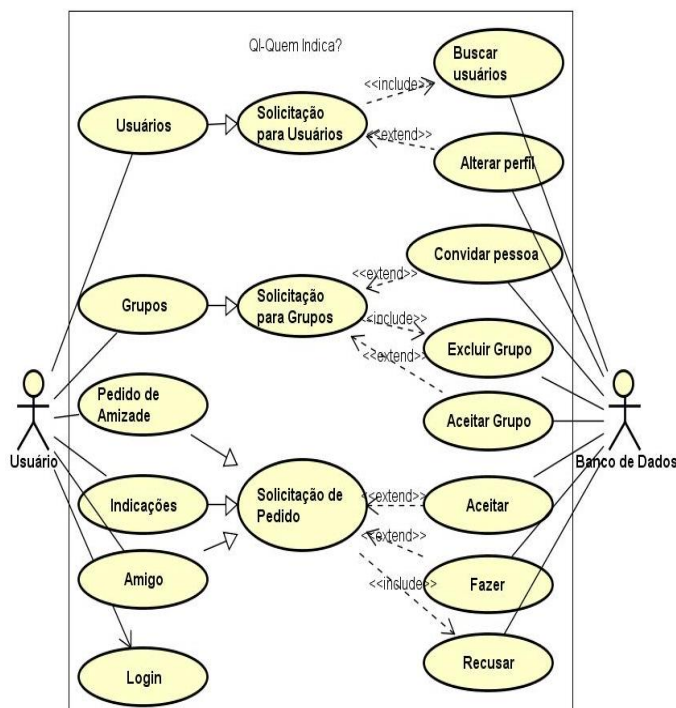 QI-Quem Indica?
Buscar
usuários
<<include>>
Usuários
Solicitação
para Usuários
<<extend>>
Alterar perfil
Convidar pessoa
<<extend>>
Grupos
Solicitação
para Grupos
<<include>>
Excluir Grupo
<<extend>>
Pedido de
Amizade
Aceitar Grupo
Usuário
Banco de Dados
Indicações
Solicitação de
Pedido
<<extend>>
Aceitar
<<extend>>
Amigo
<<include>>
Fazer
Login
Recusar